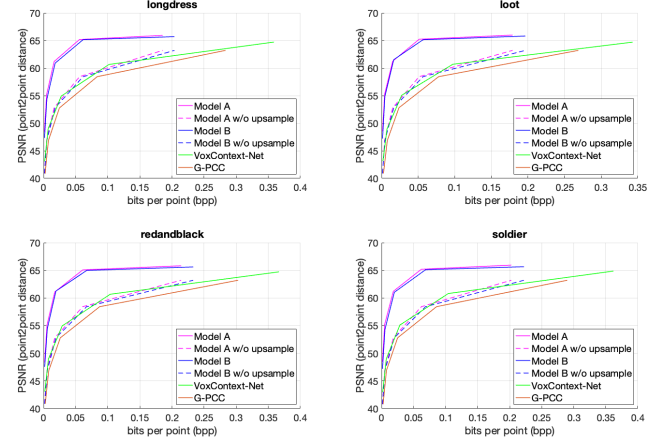 longdress
PSNR (point2point distance)
70
65
60
55
50
45
40
0 0.05 0.1 0.15 0.2 0.25 0.3 0.35 0.4
bits per point (bpp)
Model A
Model A w/o upsample
Model B
Model B w/o upsample
VoxContext-Net
G-PCC
loot
PSNR (point2point distance)
70
65
60
55
50
45
40
0 0.05 0.1 0.15 0.2 0.25 0.3 0.35
bits per point (bpp)
Model A
Model A w/o upsample
Model B
Model B w/o upsample
VoxContext-Net
G-PCC
redandblack
PSNR (point2point distance)
70
65
60
55
50
45
40
0 0.05 0.1 0.15 0.2 0.25 0.3 0.35 0.4
bits per point (bpp)
Model A
Model A w/o upsample
Model B
Model B w/o upsample
VoxContext-Net
G-PCC
soldier
PSNR (point2point distance)
70
65
60
55
50
45
40
0 0.05 0.1 0.15 0.2 0.25 0.3 0.35 0.4
bits per point (bpp)
Model A
Model A w/o upsample
Model B
Model B w/o upsample
VoxContext-Net
G-PCC